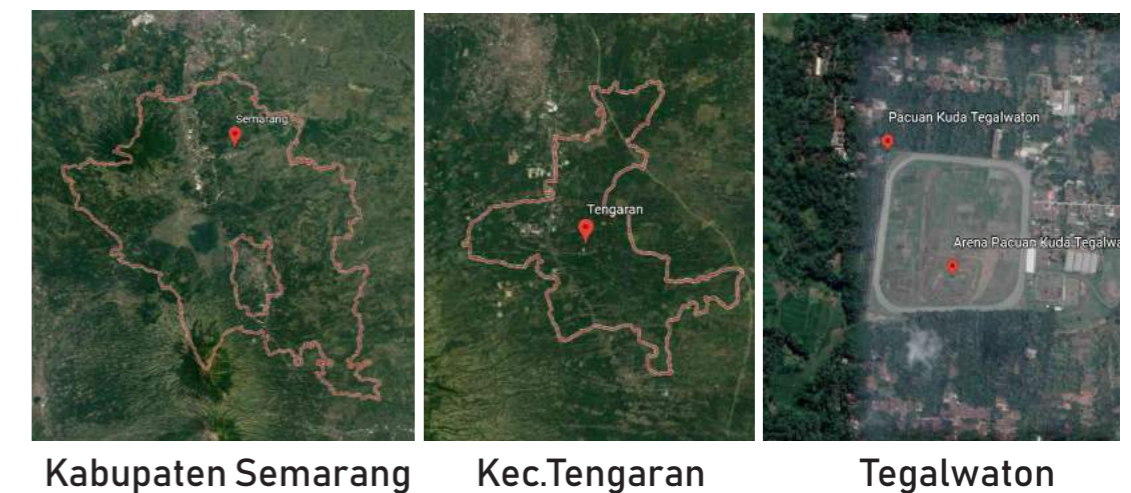 Semarang
Tengaran
Pacuan Kuda Tegalwaton
Arena Pacuan Kuda Tegalwa
Kabupaten Semarang
Kec.Tengaran
Tegalwaton